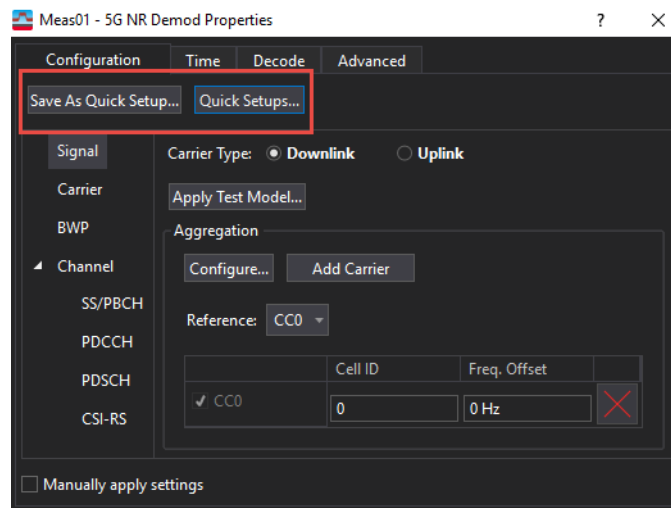 Meas01 - 5G NR Demod Properties ? ×
Configuration Time Decode Advanced
Save As Quick Setup... Quick Setups...
Signal Carrier Type: Downlink Uplink
Carrier Apply Test Model...
BWP Aggregation
Channel Configure... Add Carrier
SS/PBCH
Reference: CC0
PDCCH
Cell ID Freq. Offset
PDSCH
CC0 0 0 Hz
CSI-RS
Manually apply settings